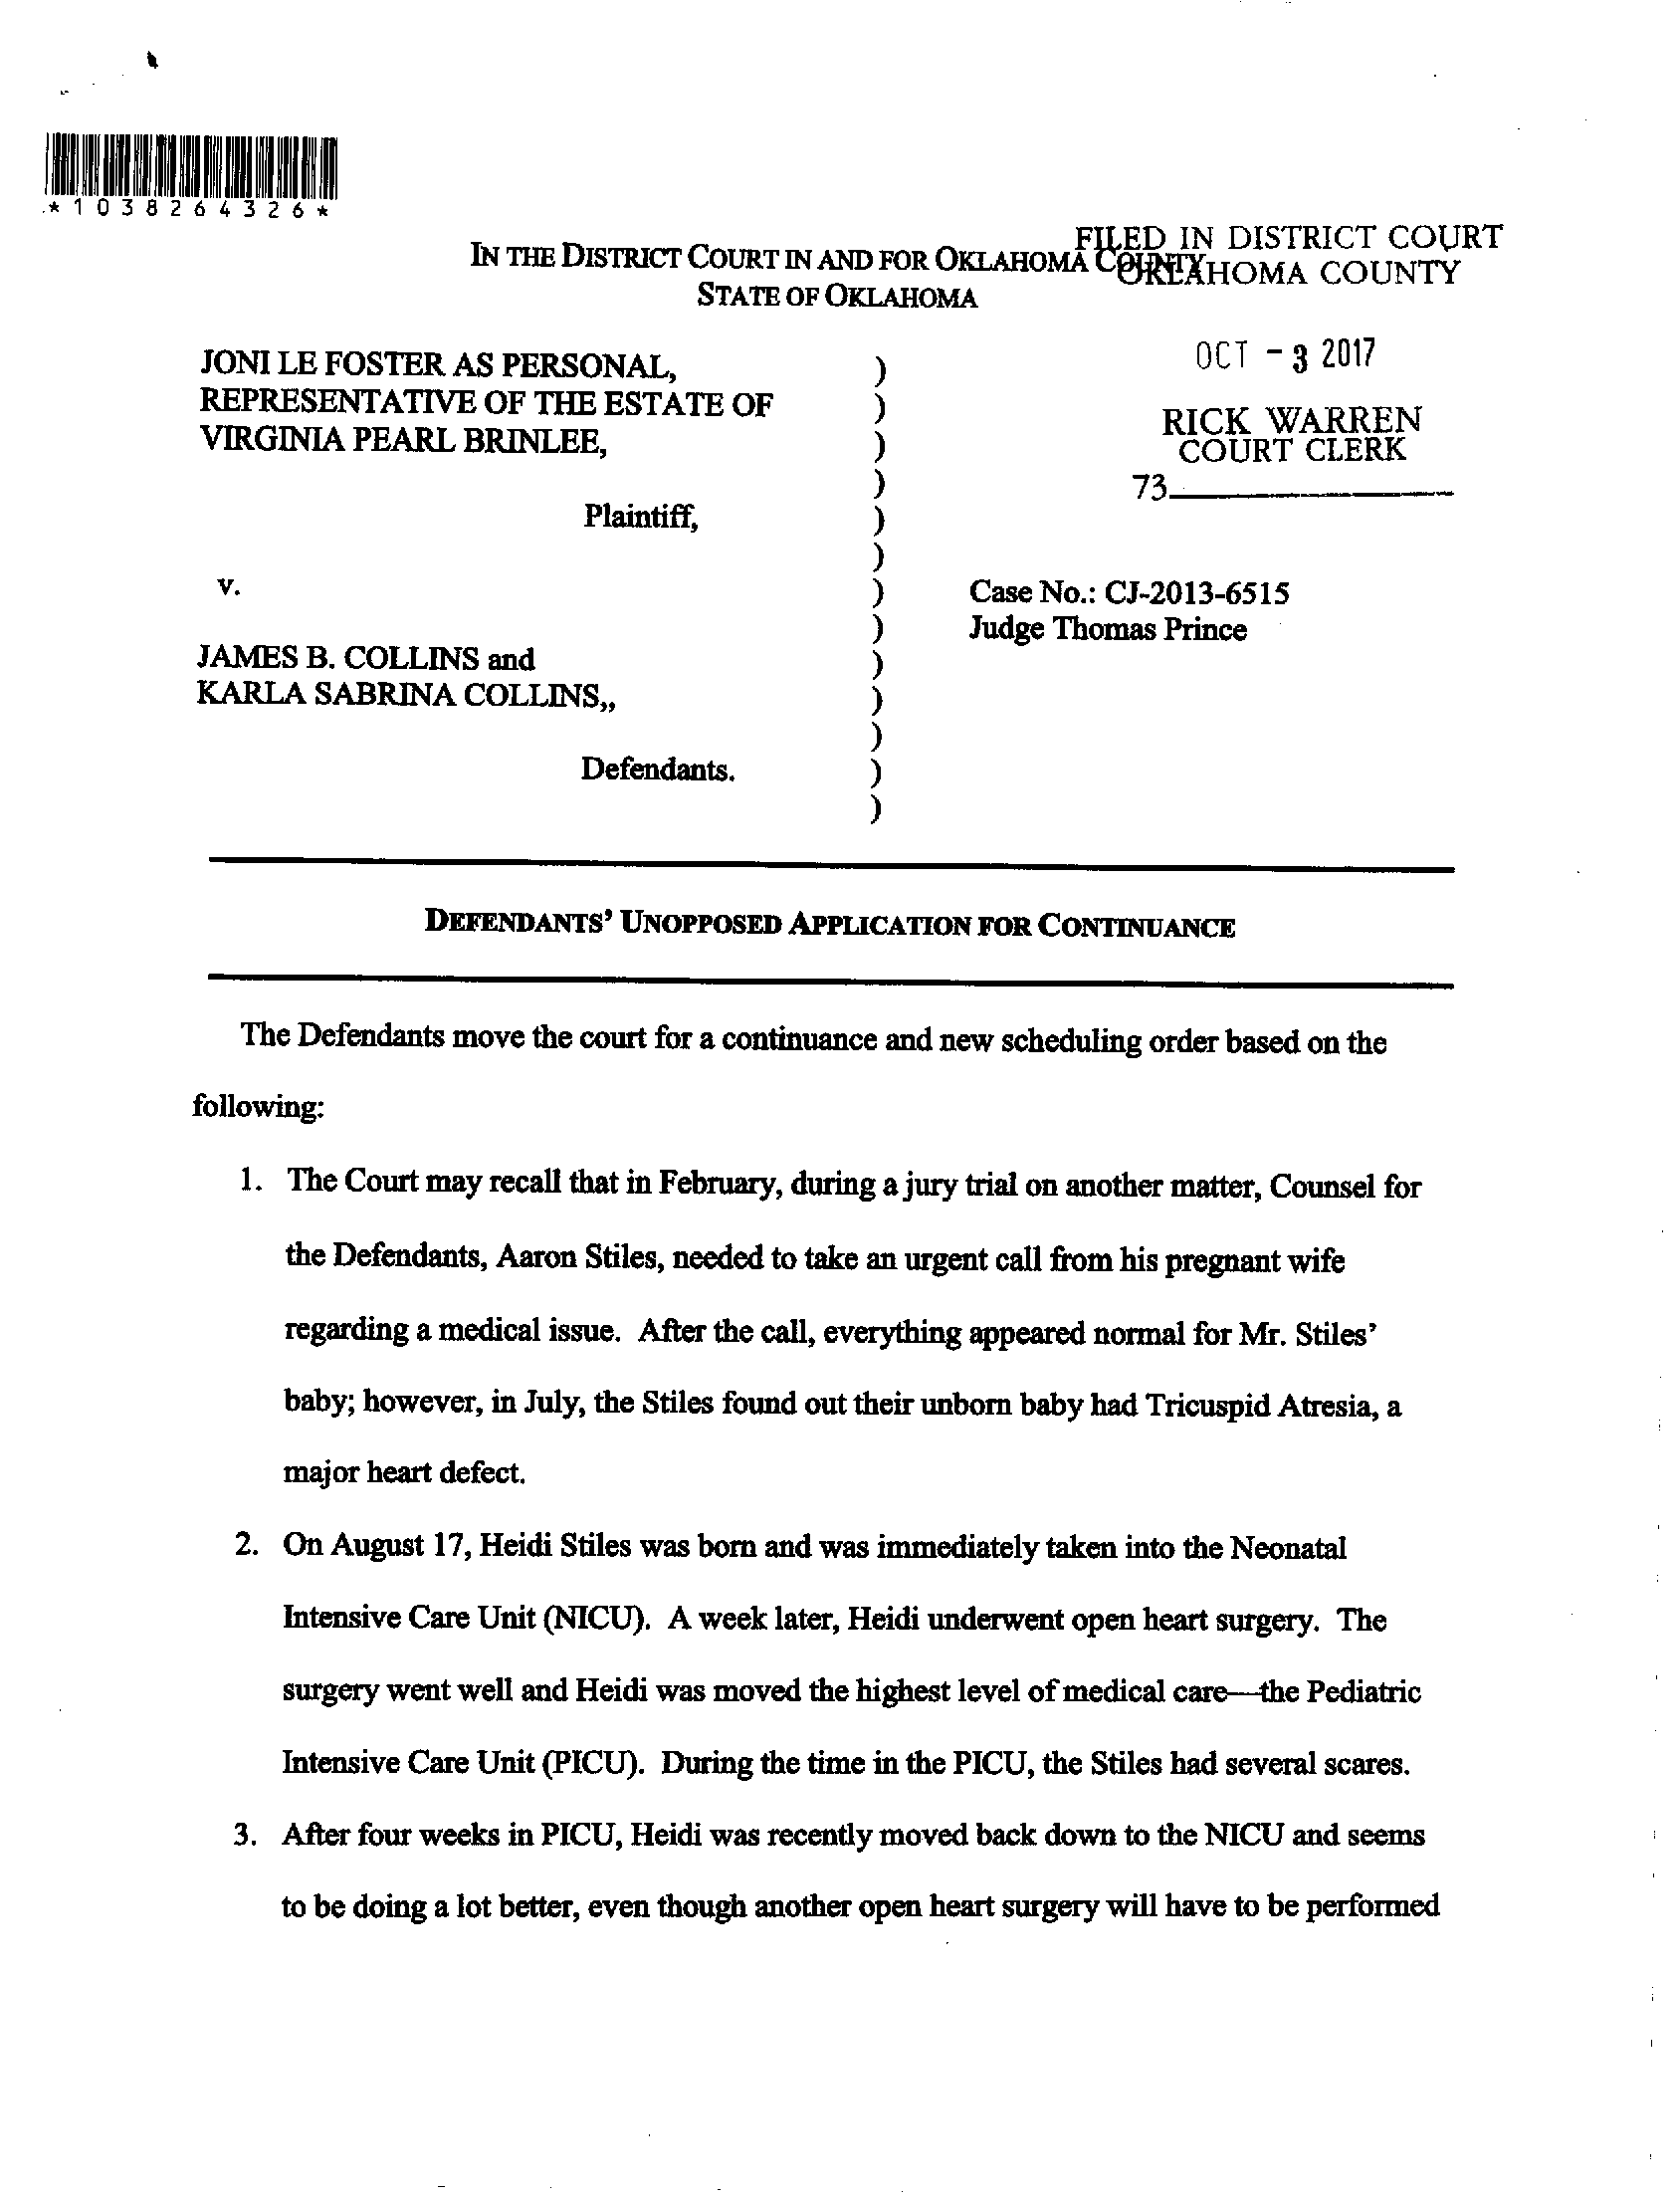 *1038264326*
FILED IN DISTRICT COURT
OKLAHOMA COUNTY
IN THE DISTRICT COURT IN AND FOR OKLAHOMA COUNTY
STATE OF OKLAHOMA
OCT - 3 2017
RICK WARREN
COURT CLERK
73
JONI LE FOSTER AS PERSONAL, )
REPRESENTATIVE OF THE ESTATE OF )
VIRGINIA PEARL BRINLEE, )
)
Plaintiff, )
)
v. ) Case No.: CJ-2013-6515
) Judge Thomas Prince
JAMES B. COLLINS and )
KARLA SABRINA COLLINS,, )
)
Defendants. )
)
DEFENDANTS' UNOPPOSED APPLICATION FOR CONTINUANCE
The Defendants move the court for a continuance and new scheduling order based on the
following:
1. The Court may recall that in February, during a jury trial on another matter, Counsel for
the Defendants, Aaron Stiles, needed to take an urgent call from his pregnant wife
regarding a medical issue. After the call, everything appeared normal for Mr. Stiles'
baby; however, in July, the Stiles found out their unborn baby had Tricuspid Atresia, a
major heart defect.
2. On August 17, Heidi Stiles was born and was immediately taken into the Neonatal
Intensive Care Unit (NICU). A week later, Heidi underwent open heart surgery. The
surgery went well and Heidi was moved the highest level of medical care—the Pediatric
Intensive Care Unit (PICU). During the time in the PICU, the Stiles had several scares.
3. After four weeks in PICU, Heidi was recently moved back down to the NICU and seems
to be doing a lot better, even though another open heart surgery will have to be performed